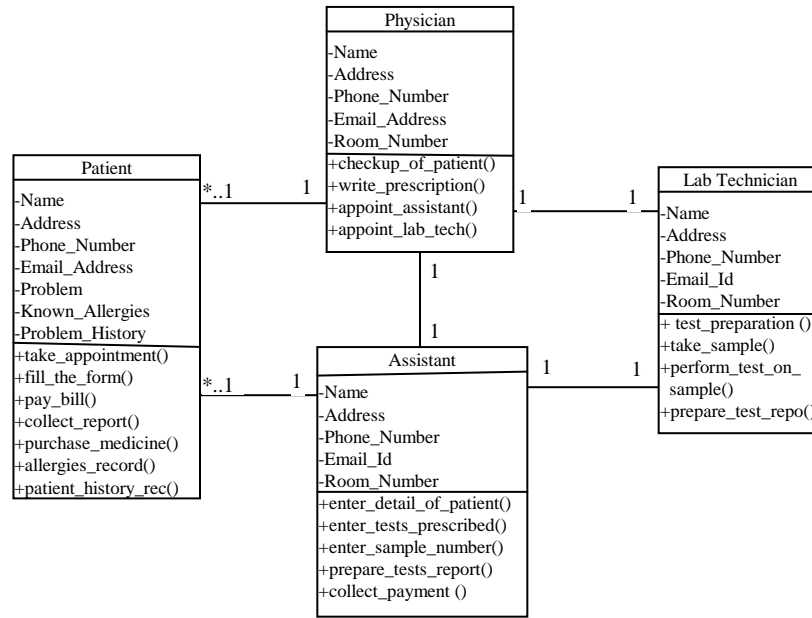 Physician
-Name
-Address
-Phone_Number
-Email_Address
-Room_Number
+checkup_of_patient()
+write_prescription()
+appoint_assistant()
+appoint_lab_tech()
Patient
-Name
-Address
-Phone_Number
-Email_Address
-Problem
-Known_Allergies
-Problem_History
+take_appointment()
+fill_the_form()
+pay_bill()
+collect_report()
+purchase_medicine()
+allergies_record()
+patient_history_rec()
*..1
1
1
1
Lab Technician
-Name
-Address
-Phone_Number
-Email_Id
-Room_Number
+ test_preparation ()
+take_sample()
+perform_test_on_
sample()
+prepare_test_repo()
1
1
*..1
1
1
1
Assistant
-Name
-Address
-Phone_Number
-Email_Id
-Room_Number
+enter_detail_of_patient()
+enter_tests_prescribed()
+enter_sample_number()
+prepare_tests_report()
+collect_payment ()